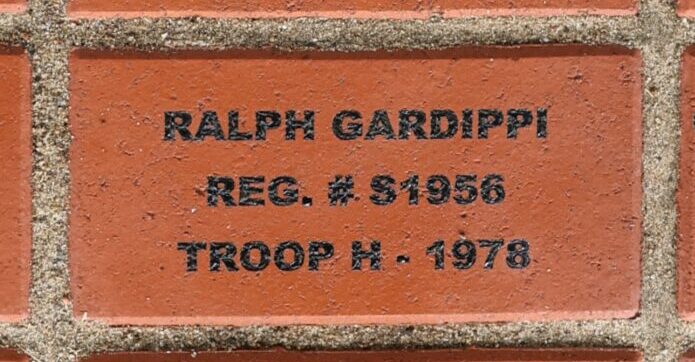 RALPH GARDIPPI
REG. # S1956
TROOP H - 1978